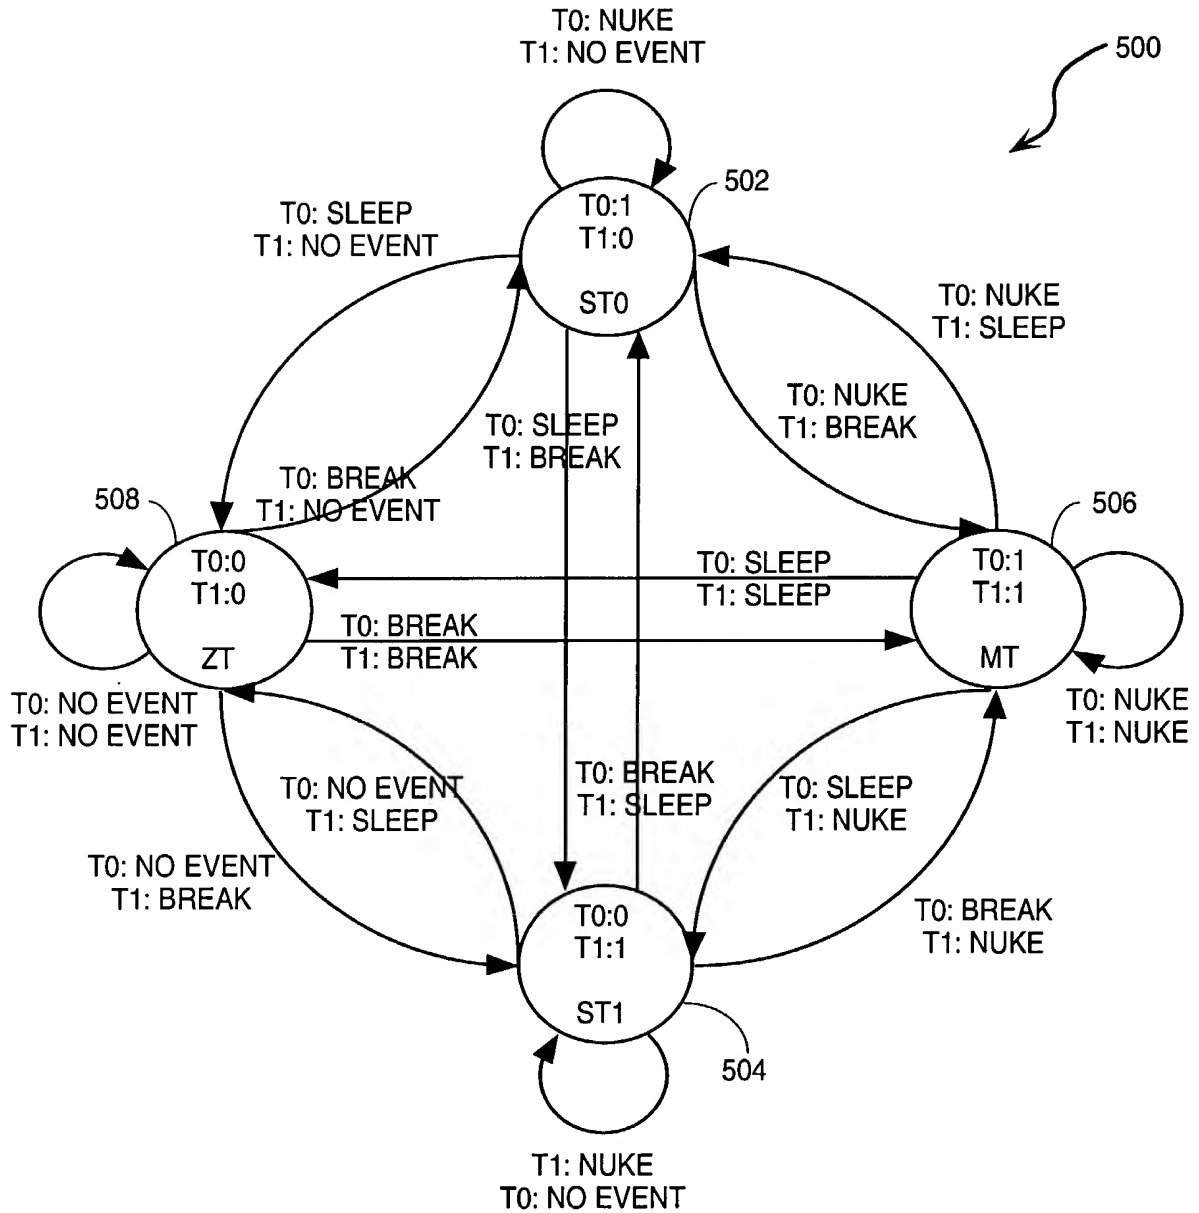 T0: NUKE
T1: NO EVENT
500
502
T0:1
T1:0
ST0
T0: SLEEP
T1: NO EVENT
T0: NUKE
T1: SLEEP
T0: NUKE
T1: BREAK
T0: SLEEP
T1: BREAK
T0: BREAK
T1: NO EVENT
508
506
T0:0
T1:0
ZT
T0: SLEEP
T1: SLEEP
T0:1
T1:1
MT
T0: BREAK
T1: BREAK
T0: NO EVENT
T1: NO EVENT
T0: NUKE
T1: NUKE
T0: NO EVENT
T1: SLEEP
T0: BREAK
T1: SLEEP
T0: SLEEP
T1: NUKE
T0: NO EVENT
T1: BREAK
T0: BREAK
T1: NUKE
T0:0
T1:1
ST1
504
T1: NUKE
T0: NO EVENT